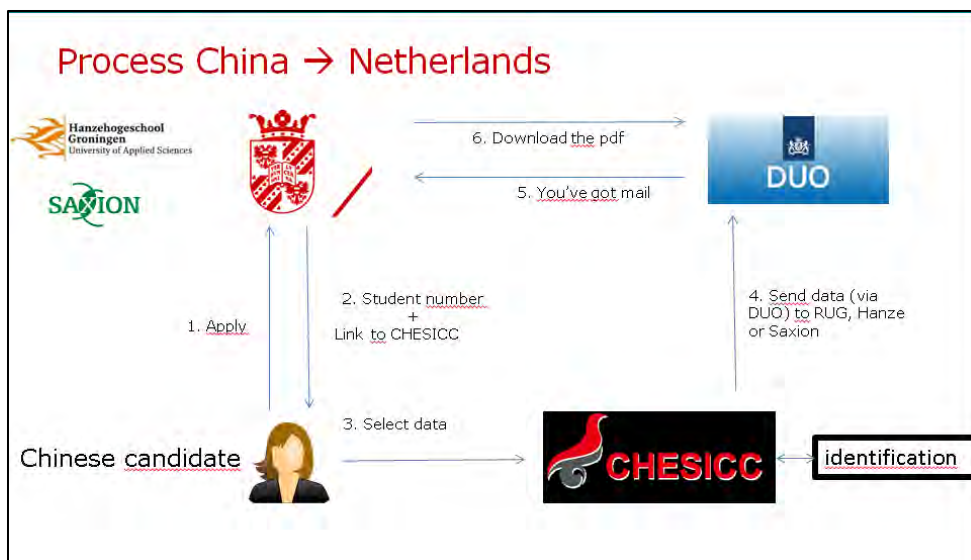 Process China → Netherlands
Hanzehogeschool
Groningen
University of Applied Sciences
SAXION
6. Download the pdf
5. You've got mail
DUO
1. Apply
2. Student number
+
Link to CHESICC
4. Send data (via
DUO) to RUG, Hanze
or Saxion
3. Select data
Chinese candidate
CHESICC
identification